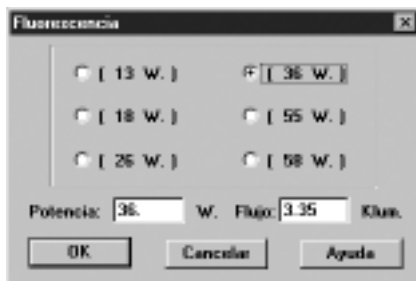 Fluorescencia
( 13 W. ) ( 36 W. )
( 18 W. ) ( 55 W. )
( 26 W. ) ( 58 W. )
Potencia: 36. W. Flujo: 3.35 Klum.
OK Cancelar Ayuda